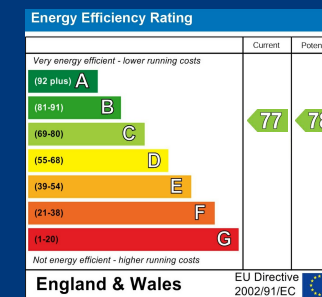 Energy Efficiency Rating
Current
Very energy efficient - lower running costs
(92 plus) A
(81-91) B
(69-80) C
77
(55-68) D
(39-54) E
(21-38) F
(1-20) G
Not energy efficient - higher running costs
England & Wales
EU Directive
2002/91/EC